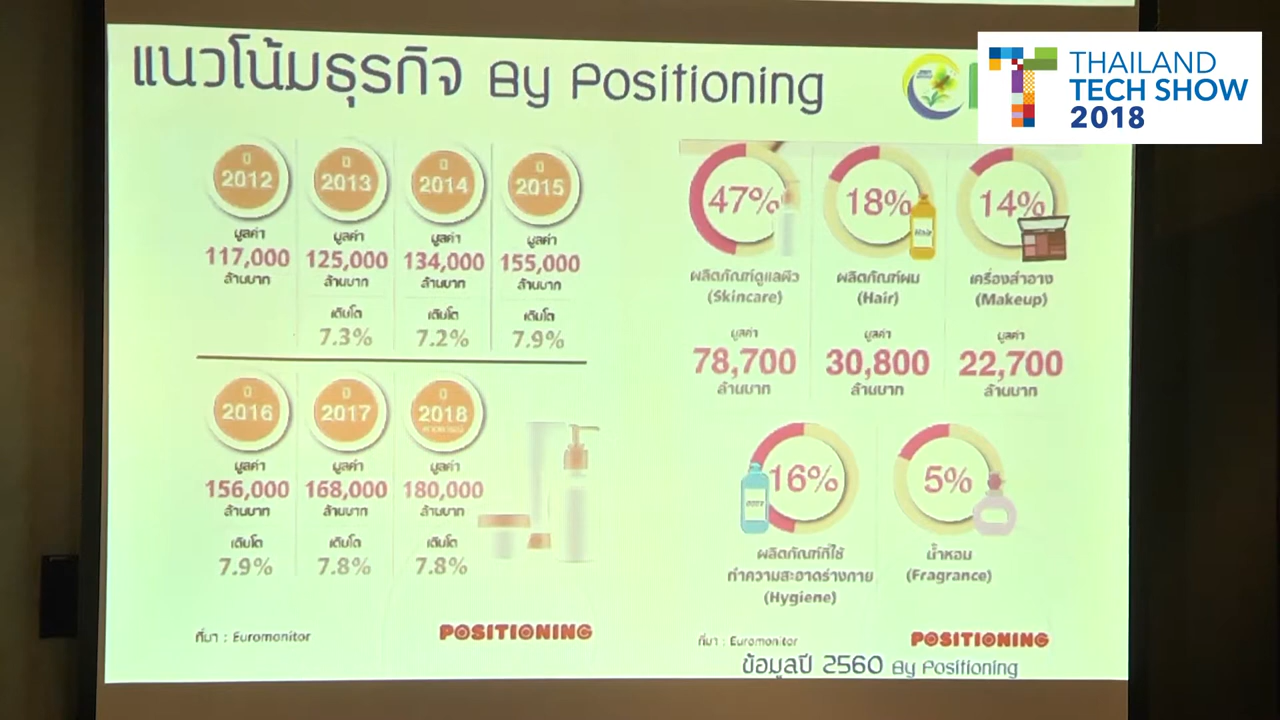 แนวโน้มธุรกิจ By Positioning
THAILAND
TECH SHOW
2018
ปี
2012
มูลค่า
117,000
ล้านบาท
ปี
2013
มูลค่า
125,000
ล้านบาท
เติบโต
7.3%
ปี
2014
มูลค่า
134,000
ล้านบาท
เติบโต
7.2%
ปี
2015
มูลค่า
155,000
ล้านบาท
เติบโต
7.9%
ปี
2016
มูลค่า
156,000
ล้านบาท
เติบโต
7.9%
ปี
2017
มูลค่า
168,000
ล้านบาท
เติบโต
7.8%
ปี
2018
มูลค่า
180,000
ล้านบาท
เติบโต
7.8%
ที่มา : Euromonitor
POSITIONING
47%
ผลิตภัณฑ์ดูแลผิว
(Skincare)
มูลค่า
78,700
ล้านบาท
18%
Hair
ผลิตภัณฑ์ผม
(Hair)
มูลค่า
30,800
ล้านบาท
14%
เครื่องสำอาง
(Makeup)
มูลค่า
22,700
ล้านบาท
16%
ผลิตภัณฑ์ที่ใช้
ทำความสะอาดร่างกาย
(Hygiene)
5%
น้ำหอม
(Fragrance)
ที่มา : Euromonitor
POSITIONING
ข้อมูลปี 2560 By Positioning